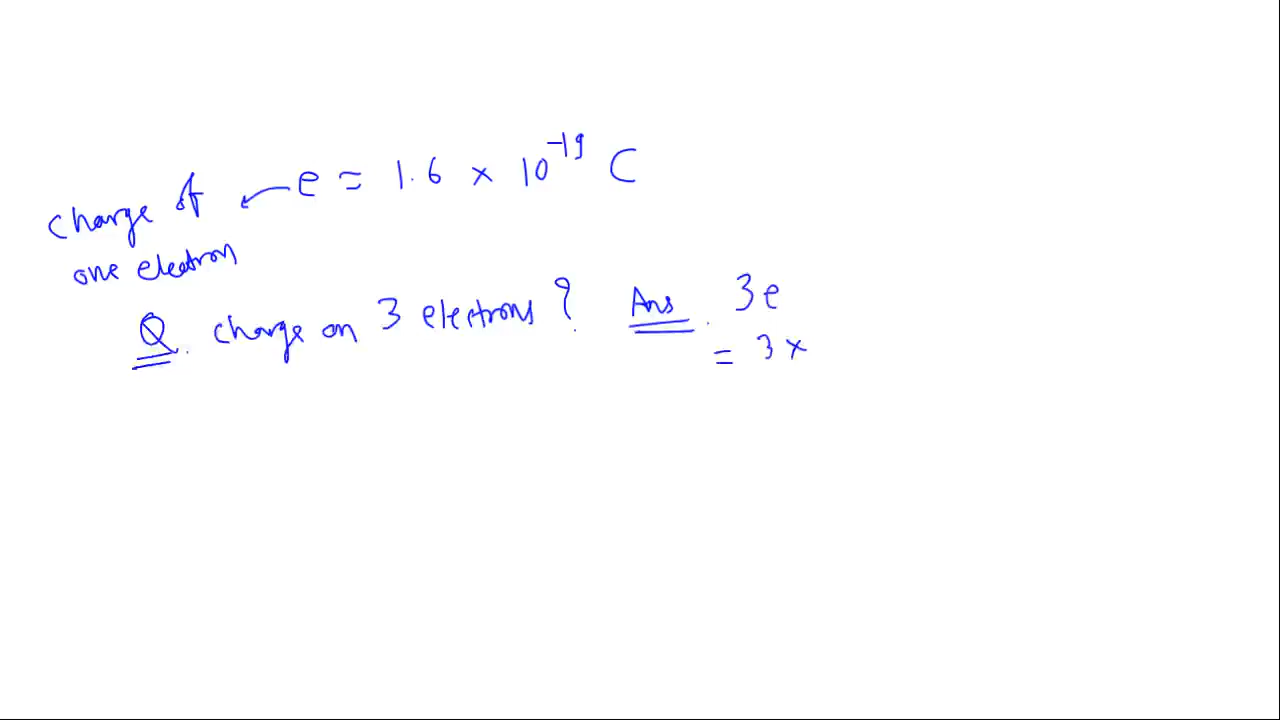 charge of ← e = 1.6 × 10⁻¹⁹ C
one electron
Q. charge on 3 electrons? Ans. 3e
= 3 ×